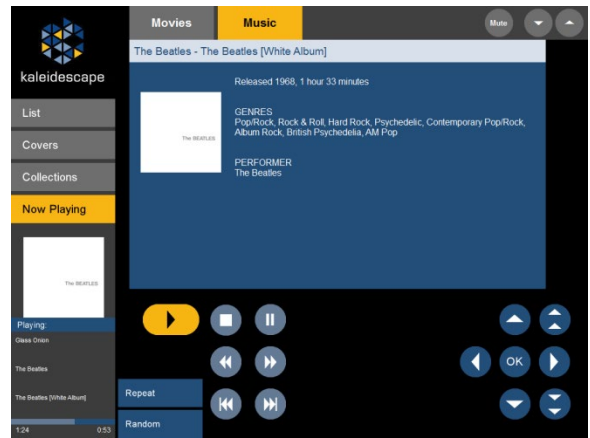 Movies
Music
Mute
kaleidescape
The Beatles - The Beatles [White Album]
Released 1968, 1 hour 33 minutes
GENRES
Pop/Rock, Rock & Roll, Hard Rock, Psychedelic, Contemporary Pop/Rock,
Album Rock, British Psychedelia, AM Pop
PERFORMER
The Beatles
The BEATLES
List
Covers
Collections
Now Playing
The BEATLES
Playing:
Glass Onion
The Beatles
The Beatles [White Album]
1:24
0:53
OK
Repeat
Random